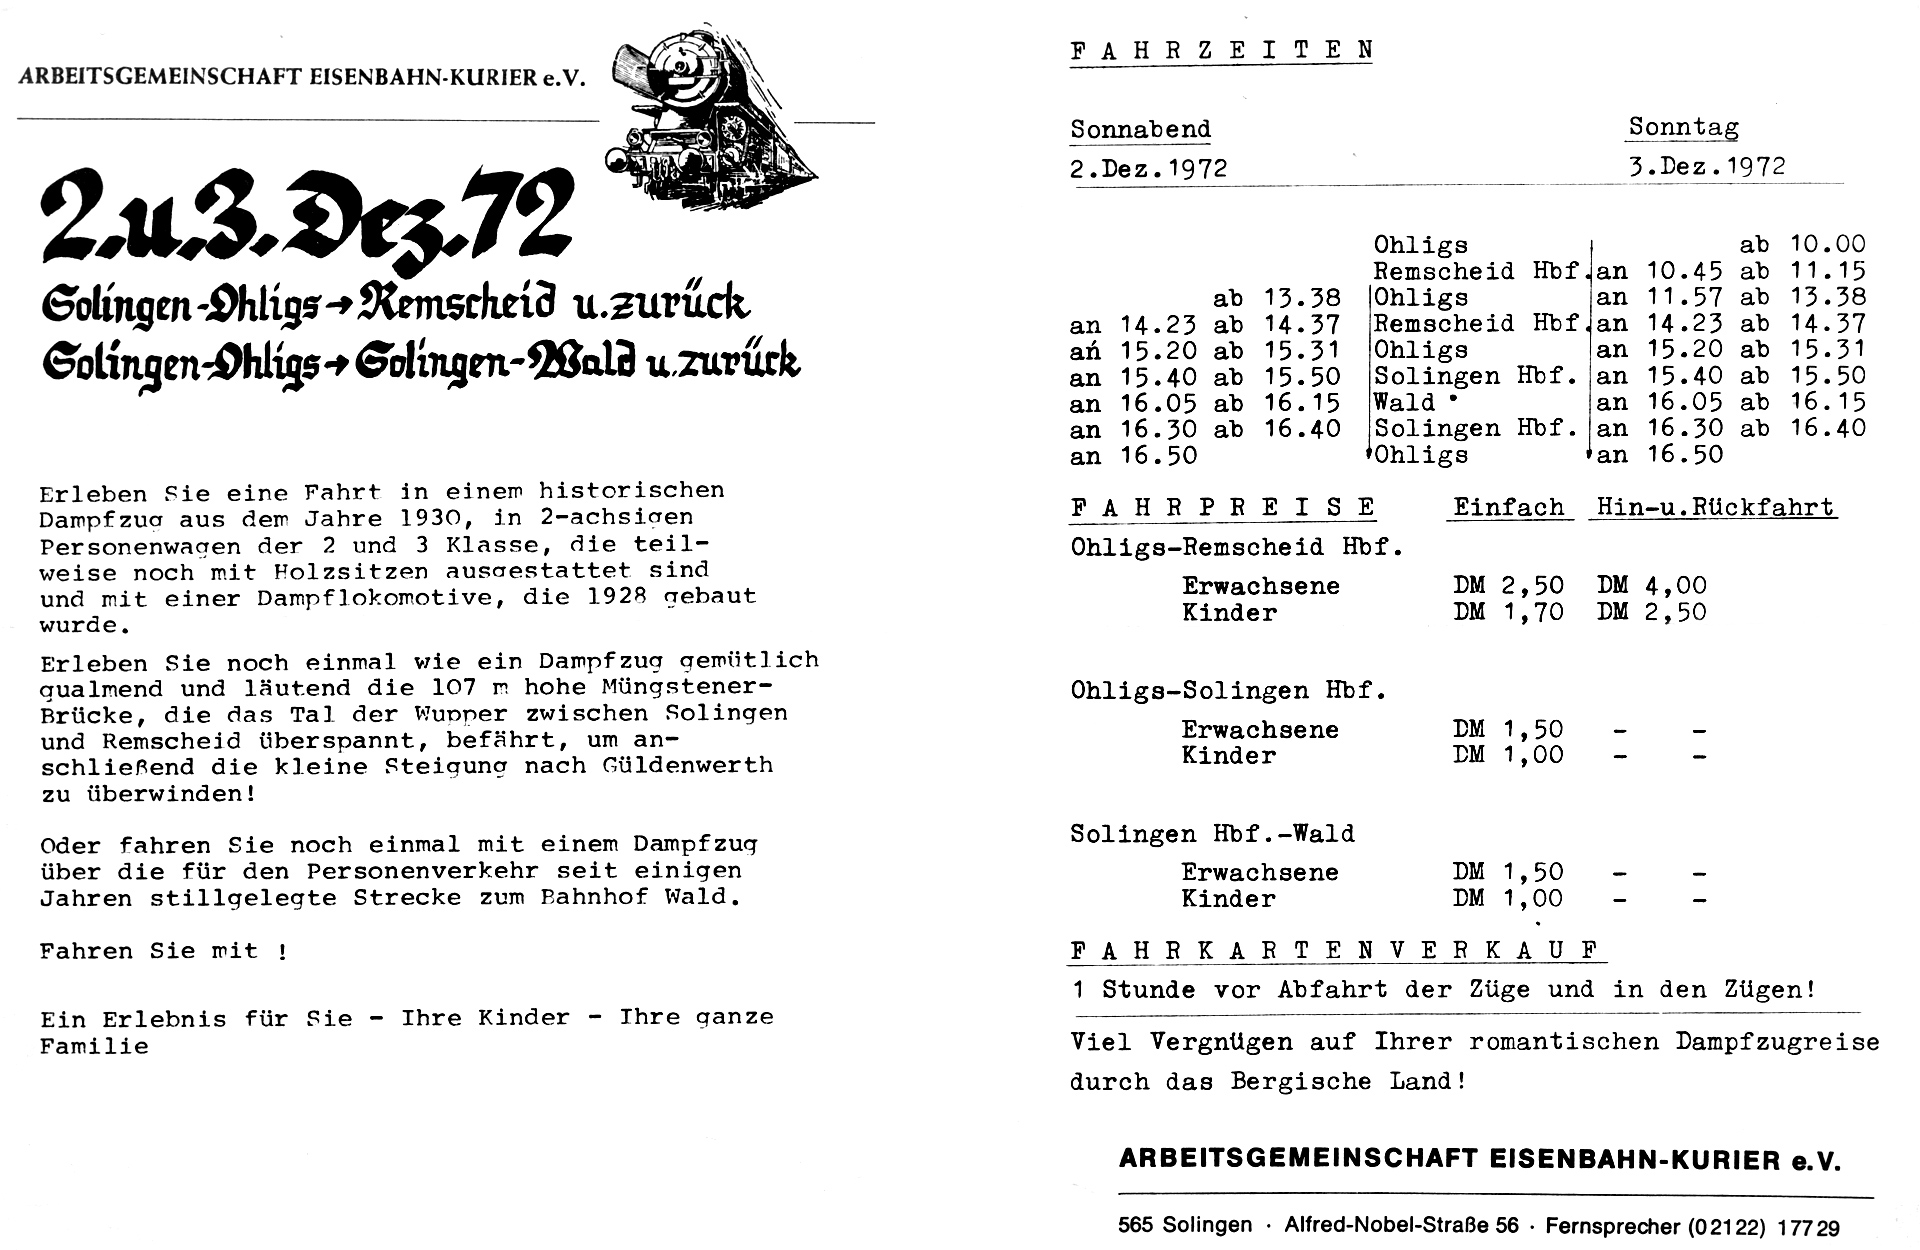 ARBEITSGEMEINSCHAFT EISENBAHN-KURIER e.V.
2.u.3.Dez.72
Solingen-Ohligs→Remscheid u.zurück
Solingen-Ohligs→Solingen-Wald u.zurück
Erleben Sie eine Fahrt in einem historischen
Dampfzug aus dem Jahre 1930, in 2-achsigen
Personenwagen der 2 und 3 Klasse, die teil-
weise noch mit Holzsitzen ausgestattet sind
und mit einer Dampflokomotive, die 1928 gebaut
wurde.
Erleben Sie noch einmal wie ein Dampfzug gemütlich
qualmend und läutend die 107 m hohe Müngstener-
Brücke, die das Tal der Wupper zwischen Solingen
und Remscheid überspannt, befährt, um an-
schließend die kleine Steigung nach Güldenwerth
zu überwinden!
Oder fahren Sie noch einmal mit einem Dampfzug
über die für den Personenverkehr seit einigen
Jahren stillgelegte Strecke zum Bahnhof Wald.
Fahren Sie mit !
Ein Erlebnis für Sie - Ihre Kinder - Ihre ganze
Familie
F A H R Z E I T E N
Sonnabend Sonntag
2.Dez.1972 3.Dez.1972
Ohligs ab 10.00
Remscheid Hbf. an 10.45 ab 11.15
ab 13.38 Ohligs an 11.57 ab 13.38
an 14.23 ab 14.37 Remscheid Hbf. an 14.23 ab 14.37
an 15.20 ab 15.31 Ohligs an 15.20 ab 15.31
an 15.40 ab 15.50 Solingen Hbf. an 15.40 ab 15.50
an 16.05 ab 16.15 Wald an 16.05 ab 16.15
an 16.30 ab 16.40 Solingen Hbf. an 16.30 ab 16.40
an 16.50 Ohligs an 16.50
F A H R P R E I S E Einfach Hin-u.Rückfahrt
Ohligs-Remscheid Hbf.
Erwachsene DM 2,50 DM 4,00
Kinder DM 1,70 DM 2,50
Ohligs-Solingen Hbf.
Erwachsene DM 1,50 - -
Kinder DM 1,00 - -
Solingen Hbf.-Wald
Erwachsene DM 1,50 - -
Kinder DM 1,00 - -
F A H R K A R T E N V E R K A U F
1 Stunde vor Abfahrt der Züge und in den Zügen!
Viel Vergnügen auf Ihrer romantischen Dampfzugreise
durch das Bergische Land!
ARBEITSGEMEINSCHAFT EISENBAHN-KURIER e.V.
565 Solingen · Alfred-Nobel-Straße 56 · Fernsprecher (02122) 17729